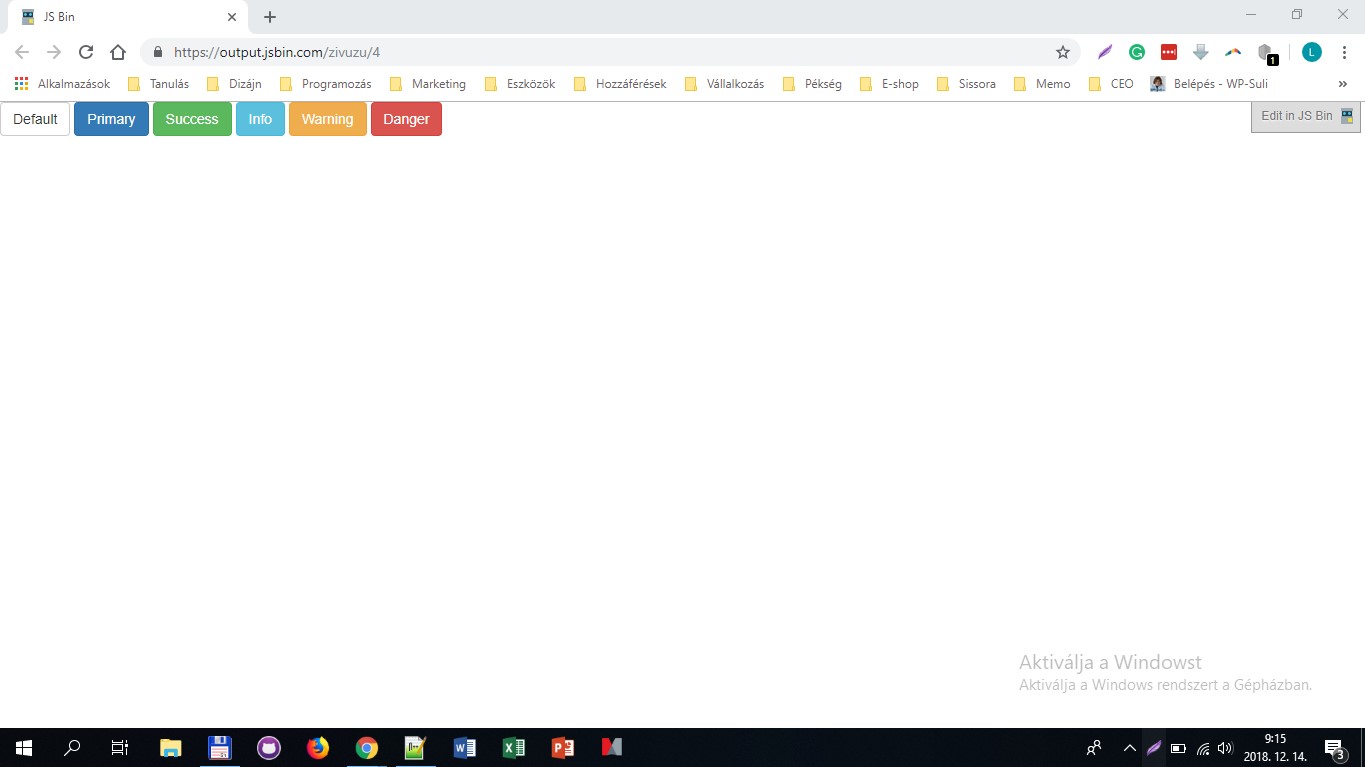 JS Bin
https://output.jsbin.com/zivuzu/4
L
1
Alkalmazások Tanulás Dizájn Programozás Marketing Eszközök Hozzáférések Vállalkozás Pékség E-shop Sissora Memo CEO Belépés - WP-Suli »
Default Primary Success Info Warning Danger Edit in JS Bin
Aktiválja a Windowst
Aktiválja a Windows rendszert a Gépházban.
9:15
2018. 12. 14.
3